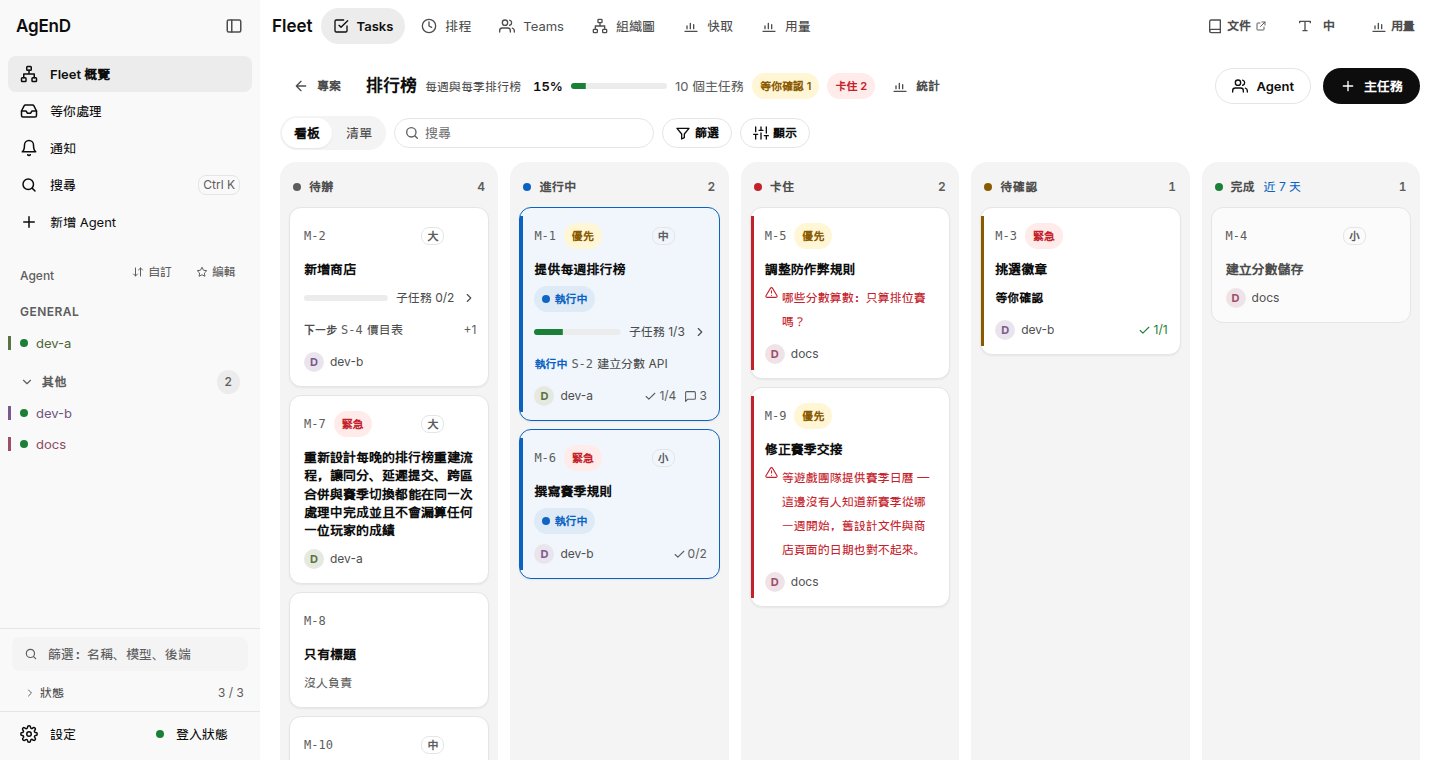 AgEnD
Fleet 概覽
等你處理
通知
搜尋 Ctrl K
新增 Agent
Agent 自訂 編輯
GENERAL
dev-a
其他 2
dev-b
docs
篩選：名稱、模型、後端
狀態 3 / 3
設定 登入狀態
Fleet Tasks 排程 Teams 組織圖 快取 用量 文件 中 用量
專案 排行榜 每週與每季排行榜 15% 10 個主任務 等你確認 1 卡住 2 統計 Agent 主任務
看板 清單 搜尋 篩選 顯示
待辦 4
M-2 大
新增商店
子任務 0/2
下一步 S-4 價目表 +1
D dev-b
M-7 緊急 大
重新設計每晚的排行榜重建流
程，讓同分、延遲提交、跨區
合併與賽季切換都能在同一次
處理中完成並且不會漏算任何
一位玩家的成績
D dev-a
M-8
只有標題
沒人負責
M-10 中
進行中 2
M-1 優先 中
提供每週排行榜
執行中
子任務 1/3
執行中 S-2 建立分數 API
D dev-a 1/4 3
M-6 緊急 小
撰寫賽季規則
執行中
D dev-b 0/2
卡住 2
M-5 優先
調整防作弊規則
哪些分數算數：只算排位賽
嗎？
D docs
M-9 優先
修正賽季交接
等遊戲團隊提供賽季日曆 —
這邊沒有人知道新賽季從哪
一週開始，舊設計文件與商
店頁面的日期也對不起來。
D docs
待確認 1
M-3 緊急
挑選徽章
等你確認
D dev-b 1/1
完成 近 7 天 1
M-4 小
建立分數儲存
D docs